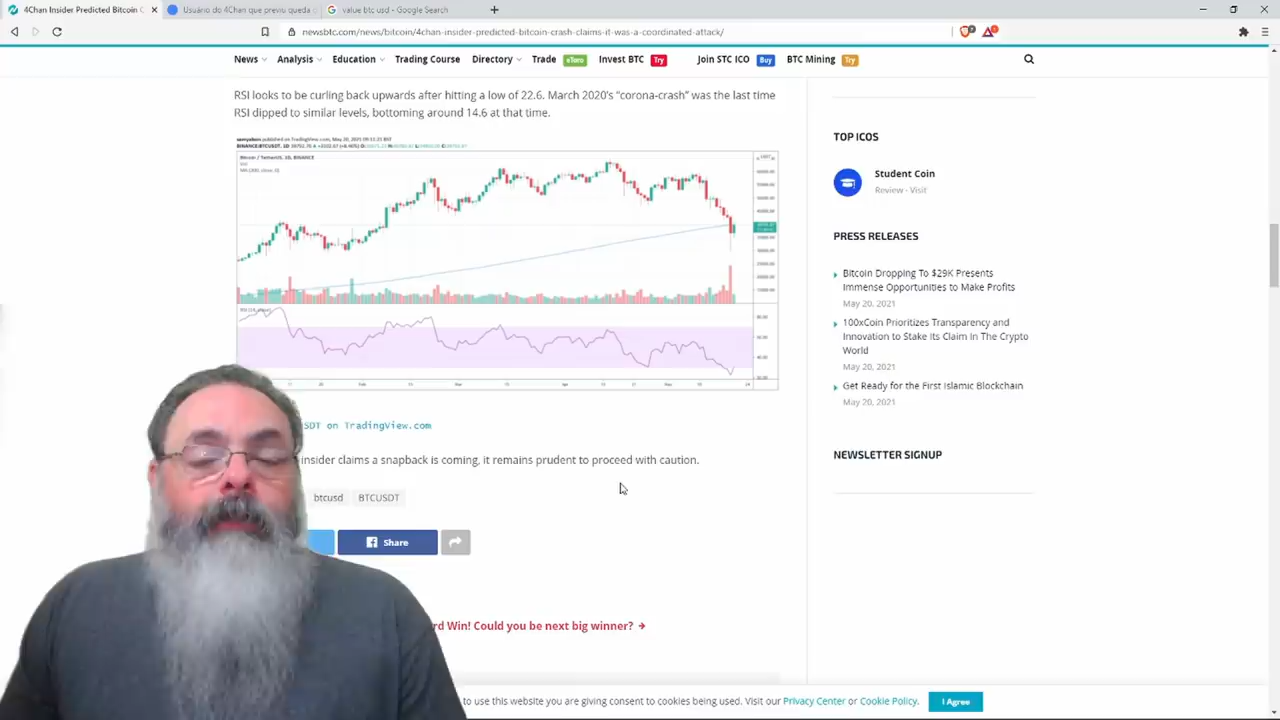 4Chan Insider Predicted Bitcoin C
Usuário do 4Chan que previu queda
value btc usd - Google Search
newsbtc.com/news/bitcoin/4chan-insider-predicted-bitcoin-crash-claims-it-was-a-coordinated-attack/
News Analysis Education Trading Course Directory Trade eToro Invest BTC Try Join STC ICO Buy BTC Mining Try
RSI looks to be curling back upwards after hitting a low of 22.6. March 2020's “corona-crash” was the last time
RSI dipped to similar levels, bottoming around 14.6 at that time.
Bitcoin / TetherUS, 1D, BINANCE
SDT on TradingView.com
insider claims a snapback is coming, it remains prudent to proceed with caution.
btcusd BTCUSDT
Share
rd Win! Could you be next big winner?
TOP ICOS
Student Coin
Review - Visit
PRESS RELEASES
Bitcoin Dropping To $29K Presents
Immense Opportunities to Make Profits
May 20, 2021
100xCoin Prioritizes Transparency and
Innovation to Stake Its Claim In The Crypto
World
May 20, 2021
Get Ready for the First Islamic Blockchain
May 20, 2021
NEWSLETTER SIGNUP
to use this website you are giving consent to cookies being used. Visit our Privacy Center or Cookie Policy.
I Agree